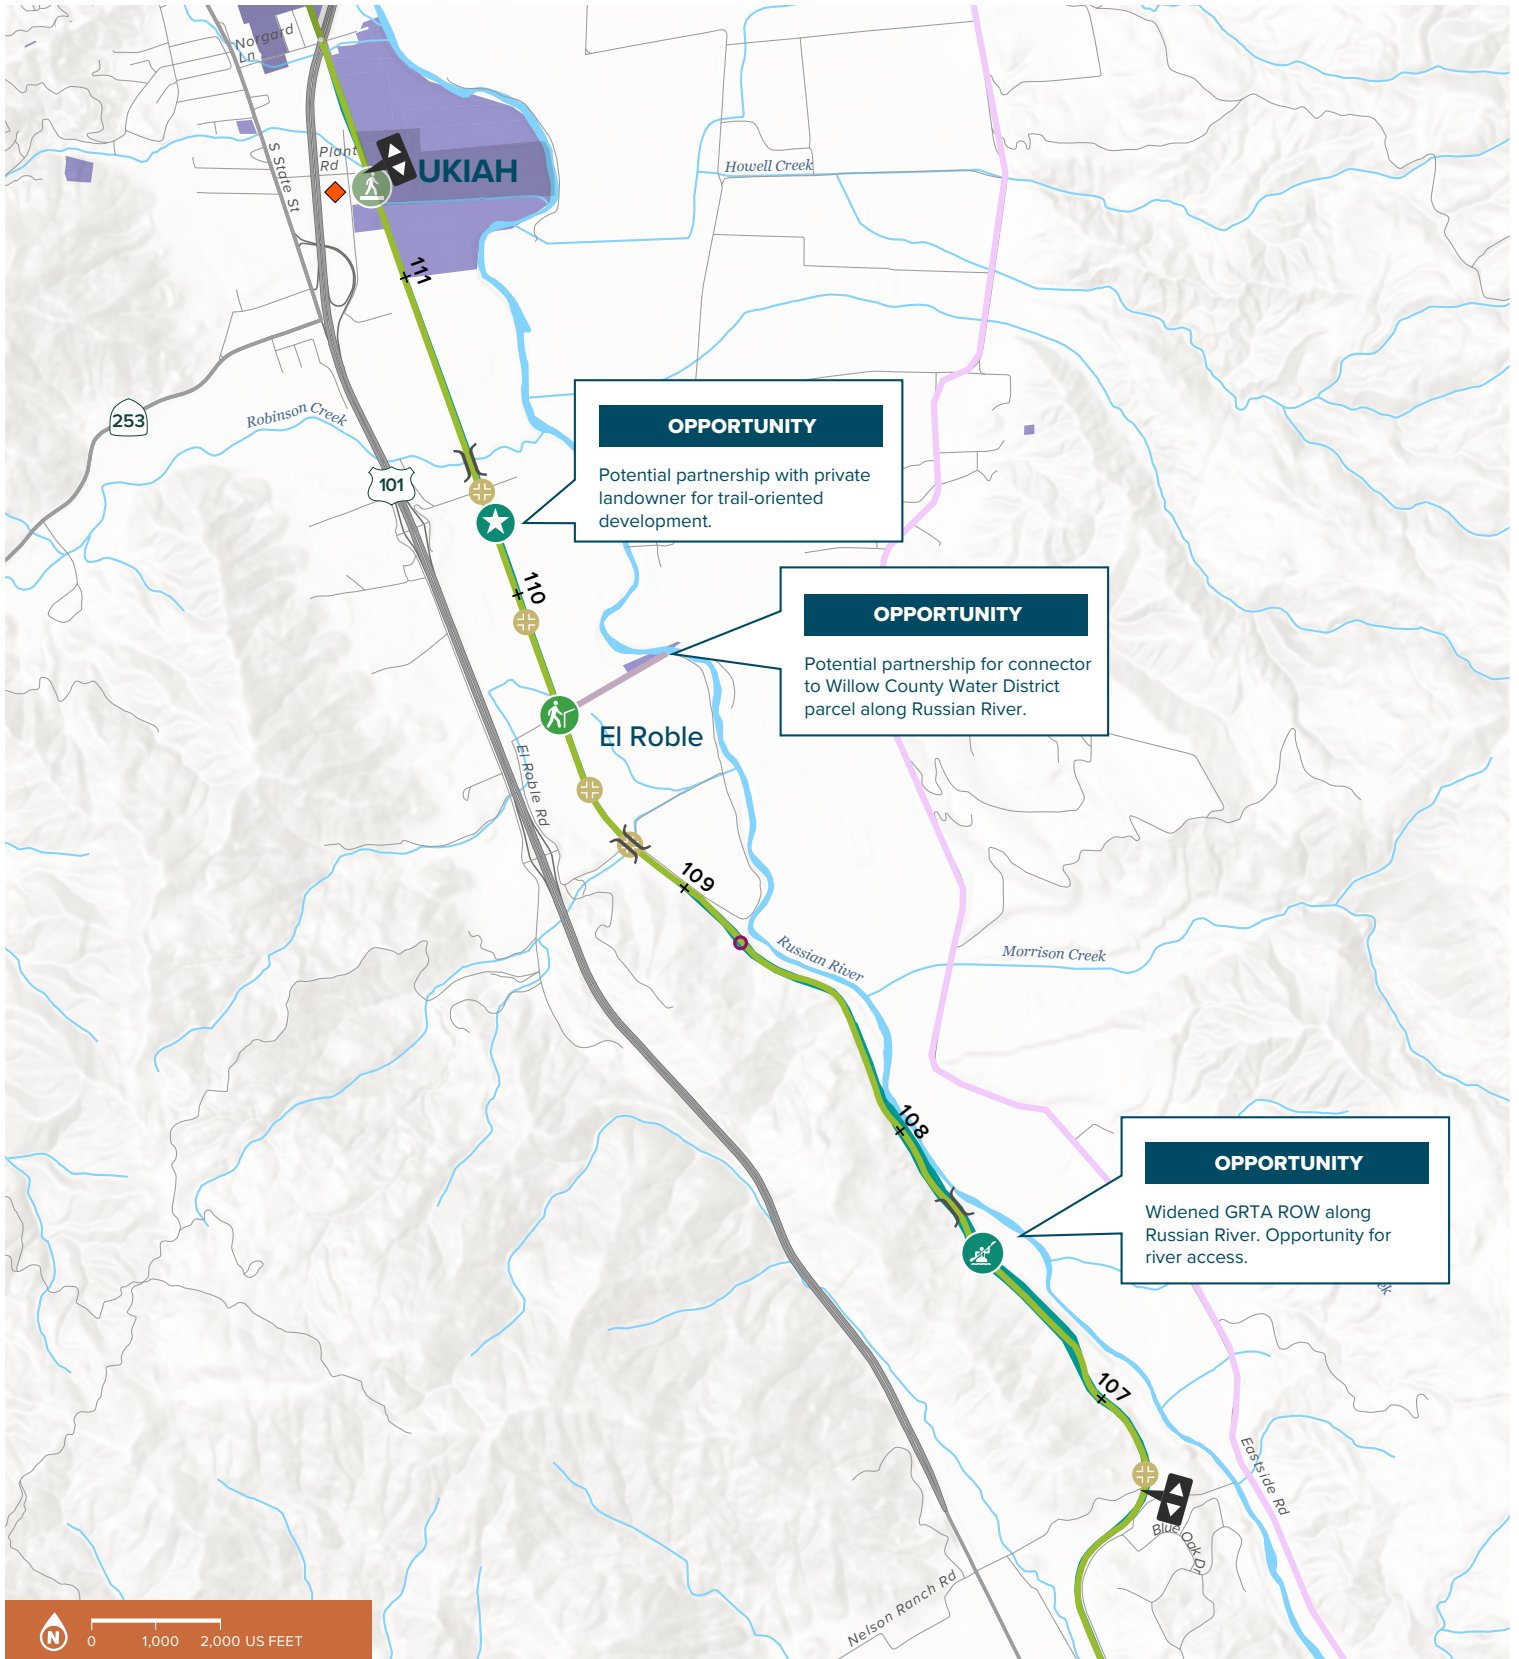 Norgard
Ln
S State St
Plant
Rd
UKIAH
Howell Creek
111
253
Robinson Creek
101
OPPORTUNITY
Potential partnership with private
landowner for trail-oriented
development.
110
OPPORTUNITY
Potential partnership for connector
to Willow County Water District
parcel along Russian River.
El Roble
El Roble Rd
109
Russian River
Morrison Creek
108
OPPORTUNITY
Widened GRTA ROW along
Russian River. Opportunity for
river access.
ek
107
Eastside Rd
Blue Oak Dr
Nelson Ranch Rd
N
0 1,000 2,000 US FEET